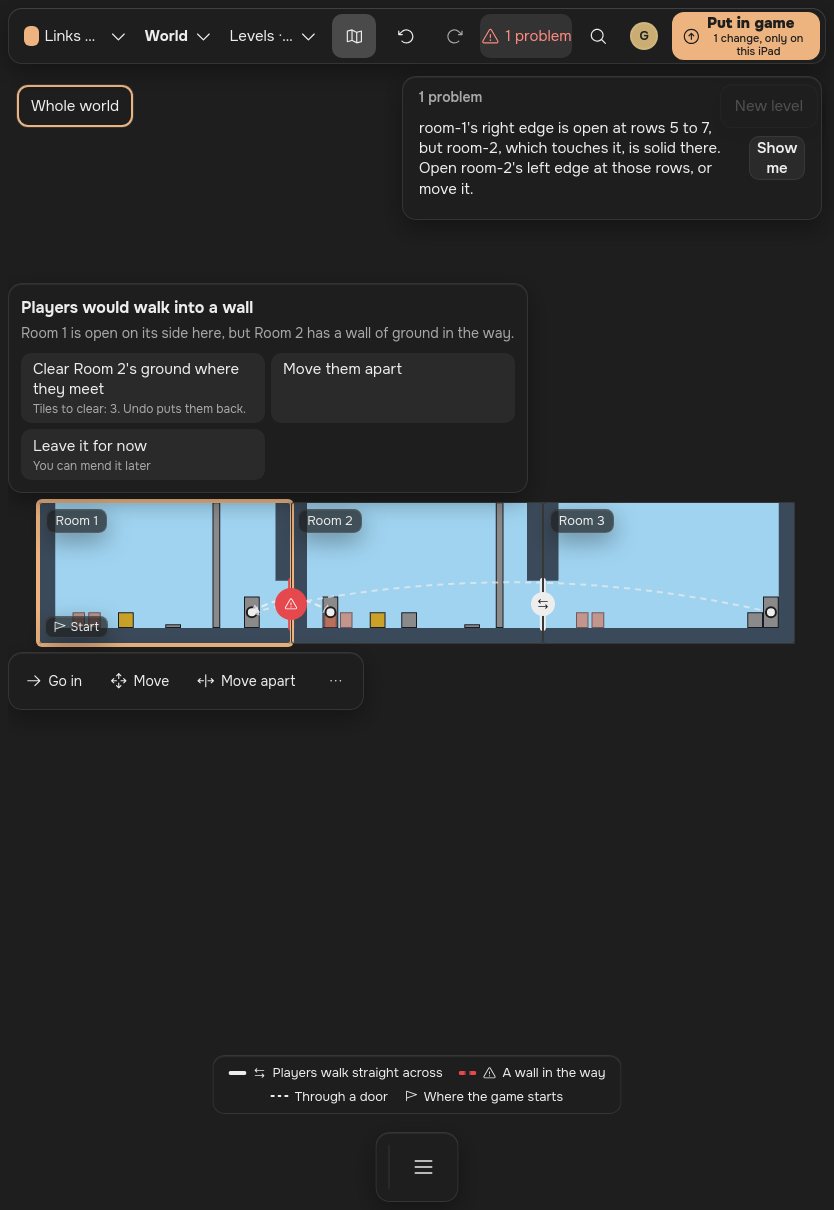 Links ...
World
Levels ·...
1 problem
G
Put in game
1 change, only on
this iPad
Whole world
1 problem
New level
room-1's right edge is open at rows 5 to 7,
but room-2, which touches it, is solid there.
Open room-2's left edge at those rows, or
move it.
Show
me
Players would walk into a wall
Room 1 is open on its side here, but Room 2 has a wall of ground in the way.
Clear Room 2's ground where
they meet
Tiles to clear: 3. Undo puts them back.
Move them apart
Leave it for now
You can mend it later
Room 1
Room 2
Room 3
Start
Go in
Move
Move apart
...
Players walk straight across
A wall in the way
Through a door
Where the game starts